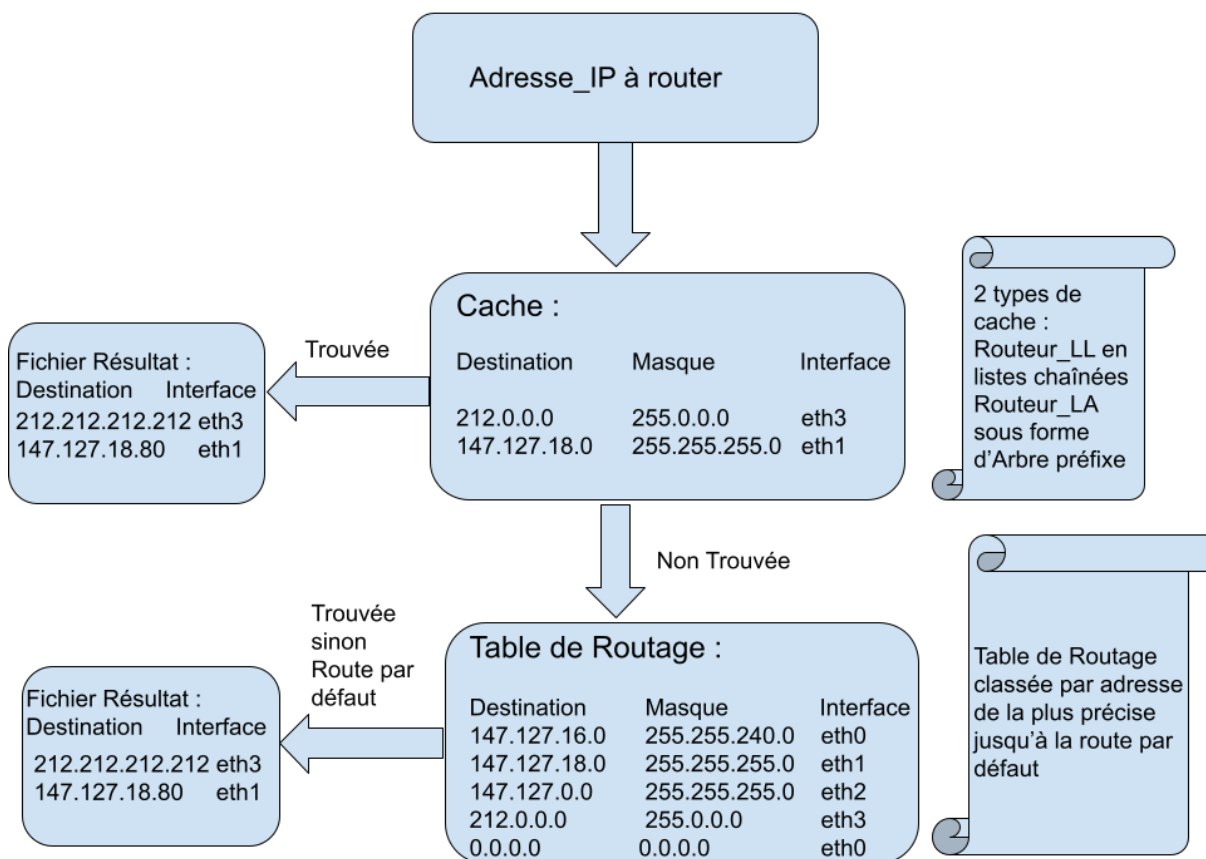 Adresse_IP à router
Cache :
Destination Masque Interface
212.0.0.0 255.0.0.0 eth3
147.127.18.0 255.255.255.0 eth1
2 types de
cache :
Routeur_LL en
listes chaînées
Routeur_LA
sous forme
d'Arbre préfixe
Trouvée
Fichier Résultat :
Destination Interface
212.212.212.212 eth3
147.127.18.80 eth1
Non Trouvée
Trouvée
sinon
Route par
défaut
Table de Routage :
Destination Masque Interface
147.127.16.0 255.255.240.0 eth0
147.127.18.0 255.255.255.0 eth1
147.127.0.0 255.255.255.0 eth2
212.0.0.0 255.0.0.0 eth3
0.0.0.0 0.0.0.0 eth0
Table de Routage
classée par adresse
de la plus précise
jusqu'à la route par
défaut
Fichier Résultat :
Destination Interface
212.212.212.212 eth3
147.127.18.80 eth1